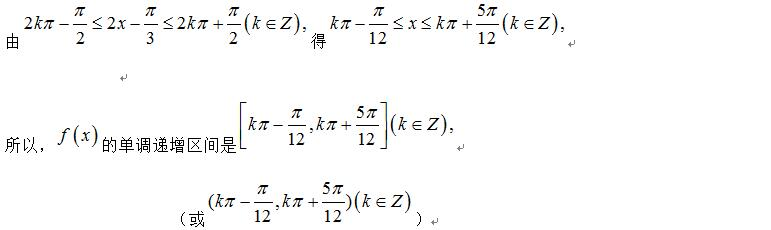 由 2kπ − π/2 ≤ 2x − π/3 ≤ 2kπ + π/2 (k ∈ Z), 得 kπ − π/12 ≤ x ≤ kπ + 5π/12 (k ∈ Z), ↵
↵
所以， f(x) 的单调递增区间是 [kπ − π/12, kπ + 5π/12] (k ∈ Z), ↵
（或 (kπ − π/12, kπ + 5π/12) (k ∈ Z) ）↵